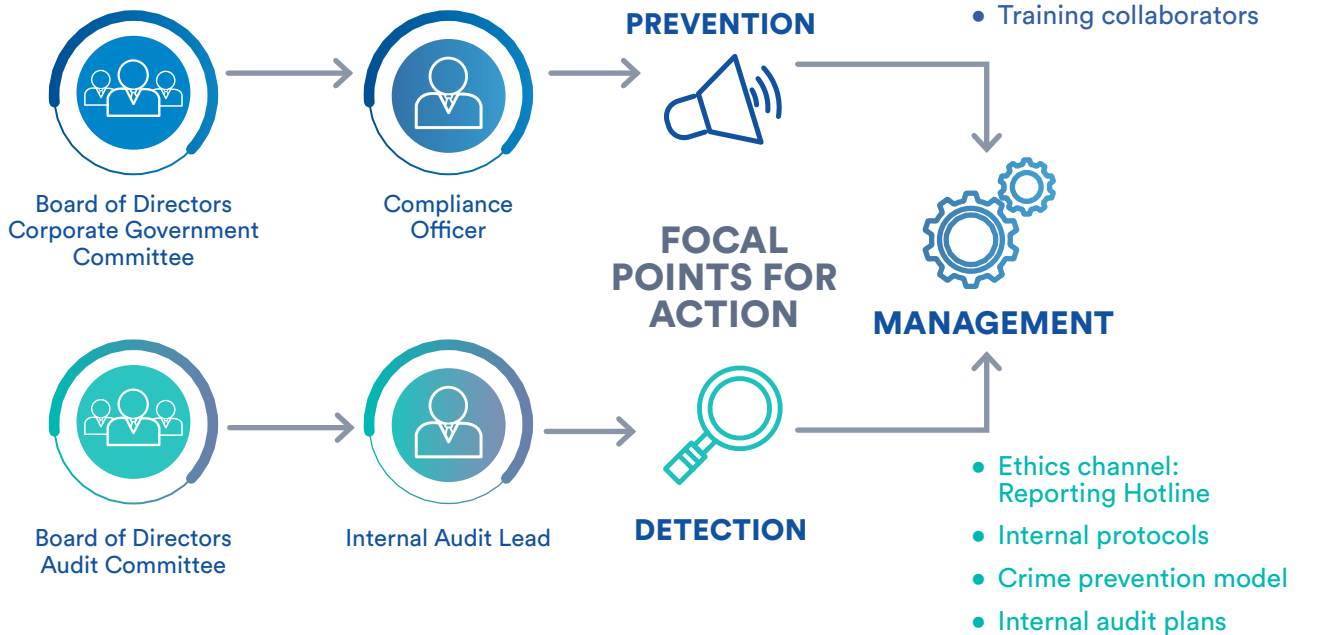 PREVENTION
• Training collaborators
Board of Directors
Corporate Government
Committee
Compliance
Officer
FOCAL
POINTS FOR
ACTION
MANAGEMENT
Board of Directors
Audit Committee
Internal Audit Lead
DETECTION
• Ethics channel:
Reporting Hotline
• Internal protocols
• Crime prevention model
• Internal audit plans